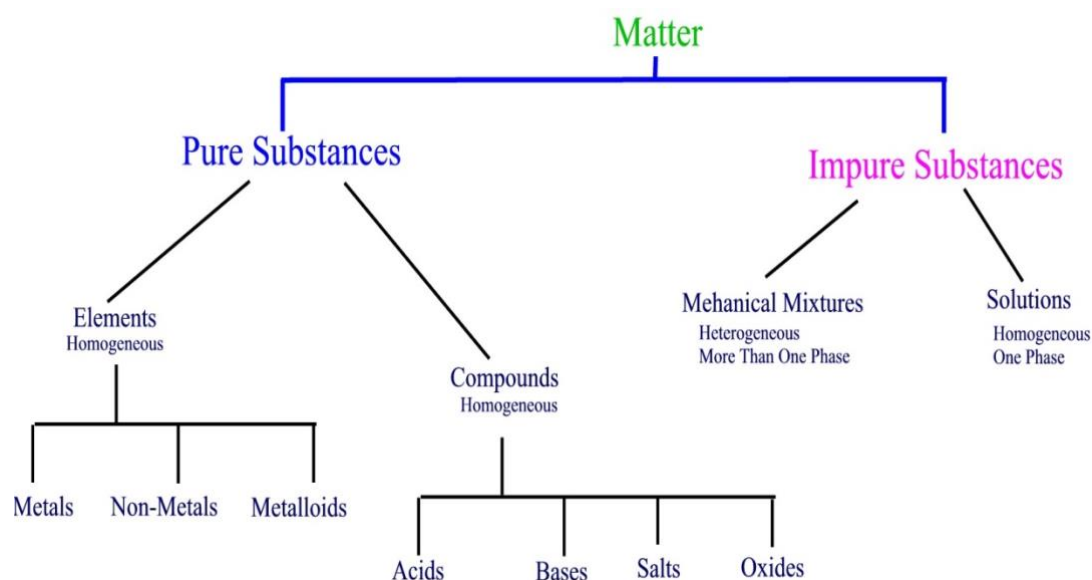 Matter
Pure Substances
Impure Substances
Elements
Homogeneous
Mehanical Mixtures
Heterogeneous
More Than One Phase
Solutions
Homogeneous
One Phase
Compounds
Homogeneous
Metals
Non-Metals
Metalloids
Acids
Bases
Salts
Oxides